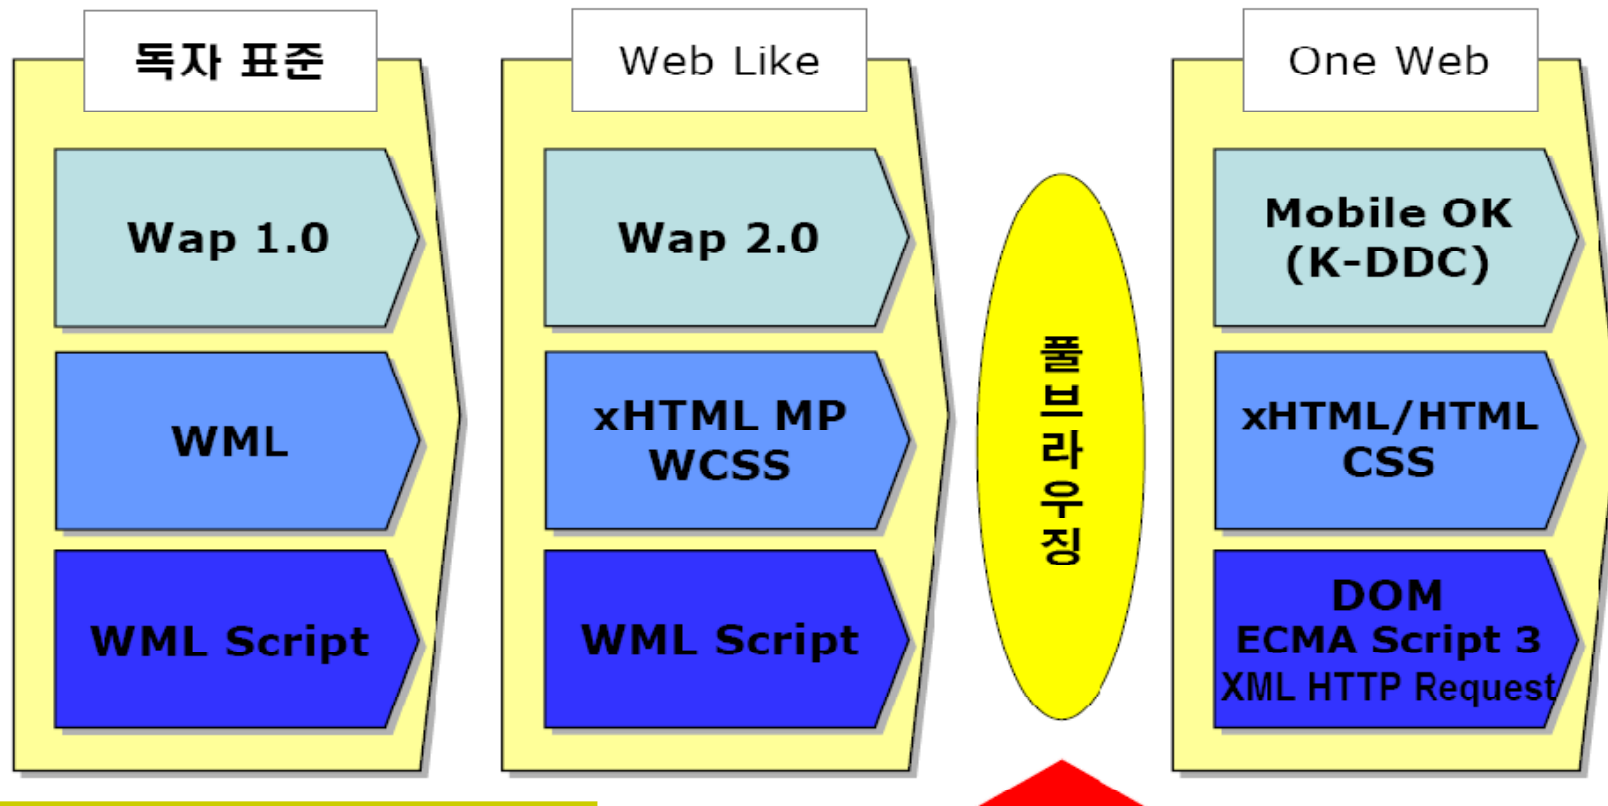 독자 표준
Wap 1.0
WML
WML Script
Web Like
Wap 2.0
xHTML MP
WCSS
WML Script
풀
브
라
우
징
One Web
Mobile OK
(K-DDC)
xHTML/HTML
CSS
DOM
ECMA Script 3
XML HTTP Request